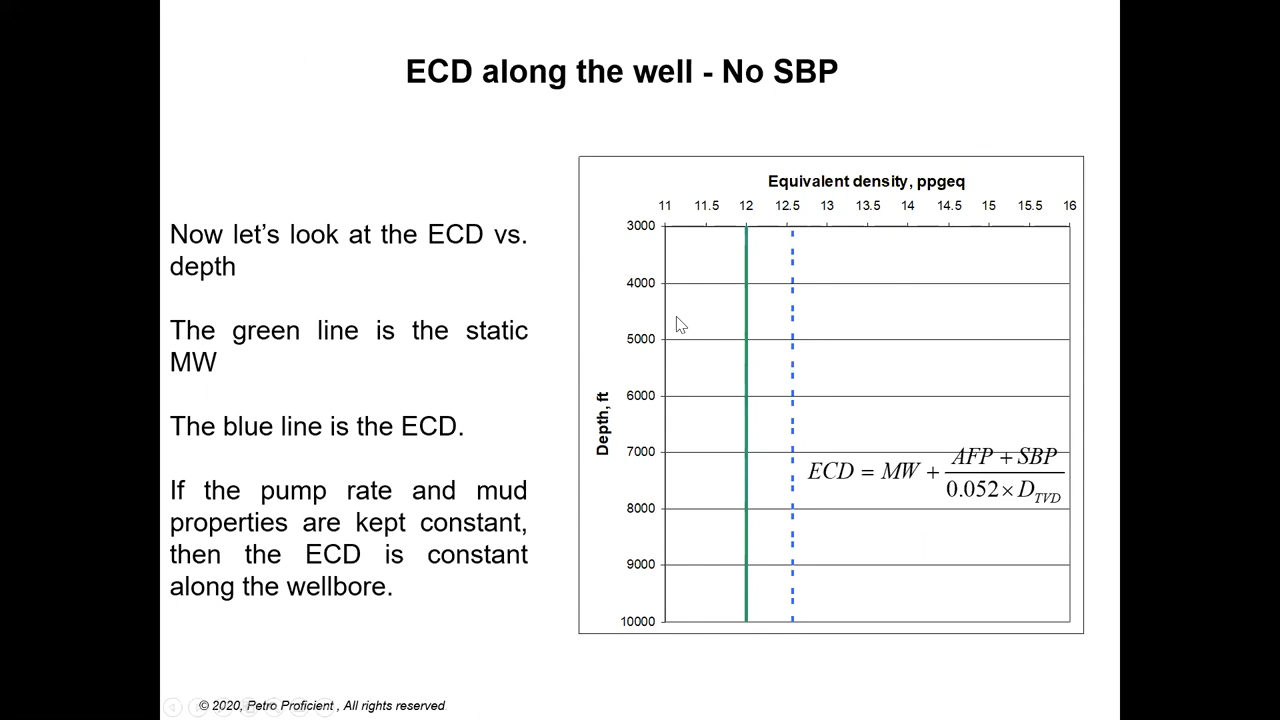 ECD along the well - No SBP
Now let's look at the ECD vs.
depth
The green line is the static
MW
The blue line is the ECD.
If the pump rate and mud
properties are kept constant,
then the ECD is constant
along the wellbore.
Equivalent density, ppgeq
11 11.5 12 12.5 13 13.5 14 14.5 15 15.5 16
3000
4000
5000
6000
7000
8000
9000
10000
Depth, ft
ECD = MW + (AFP + SBP) / (0.052 × D_TVD)
© 2020, Petro Proficient , All rights reserved